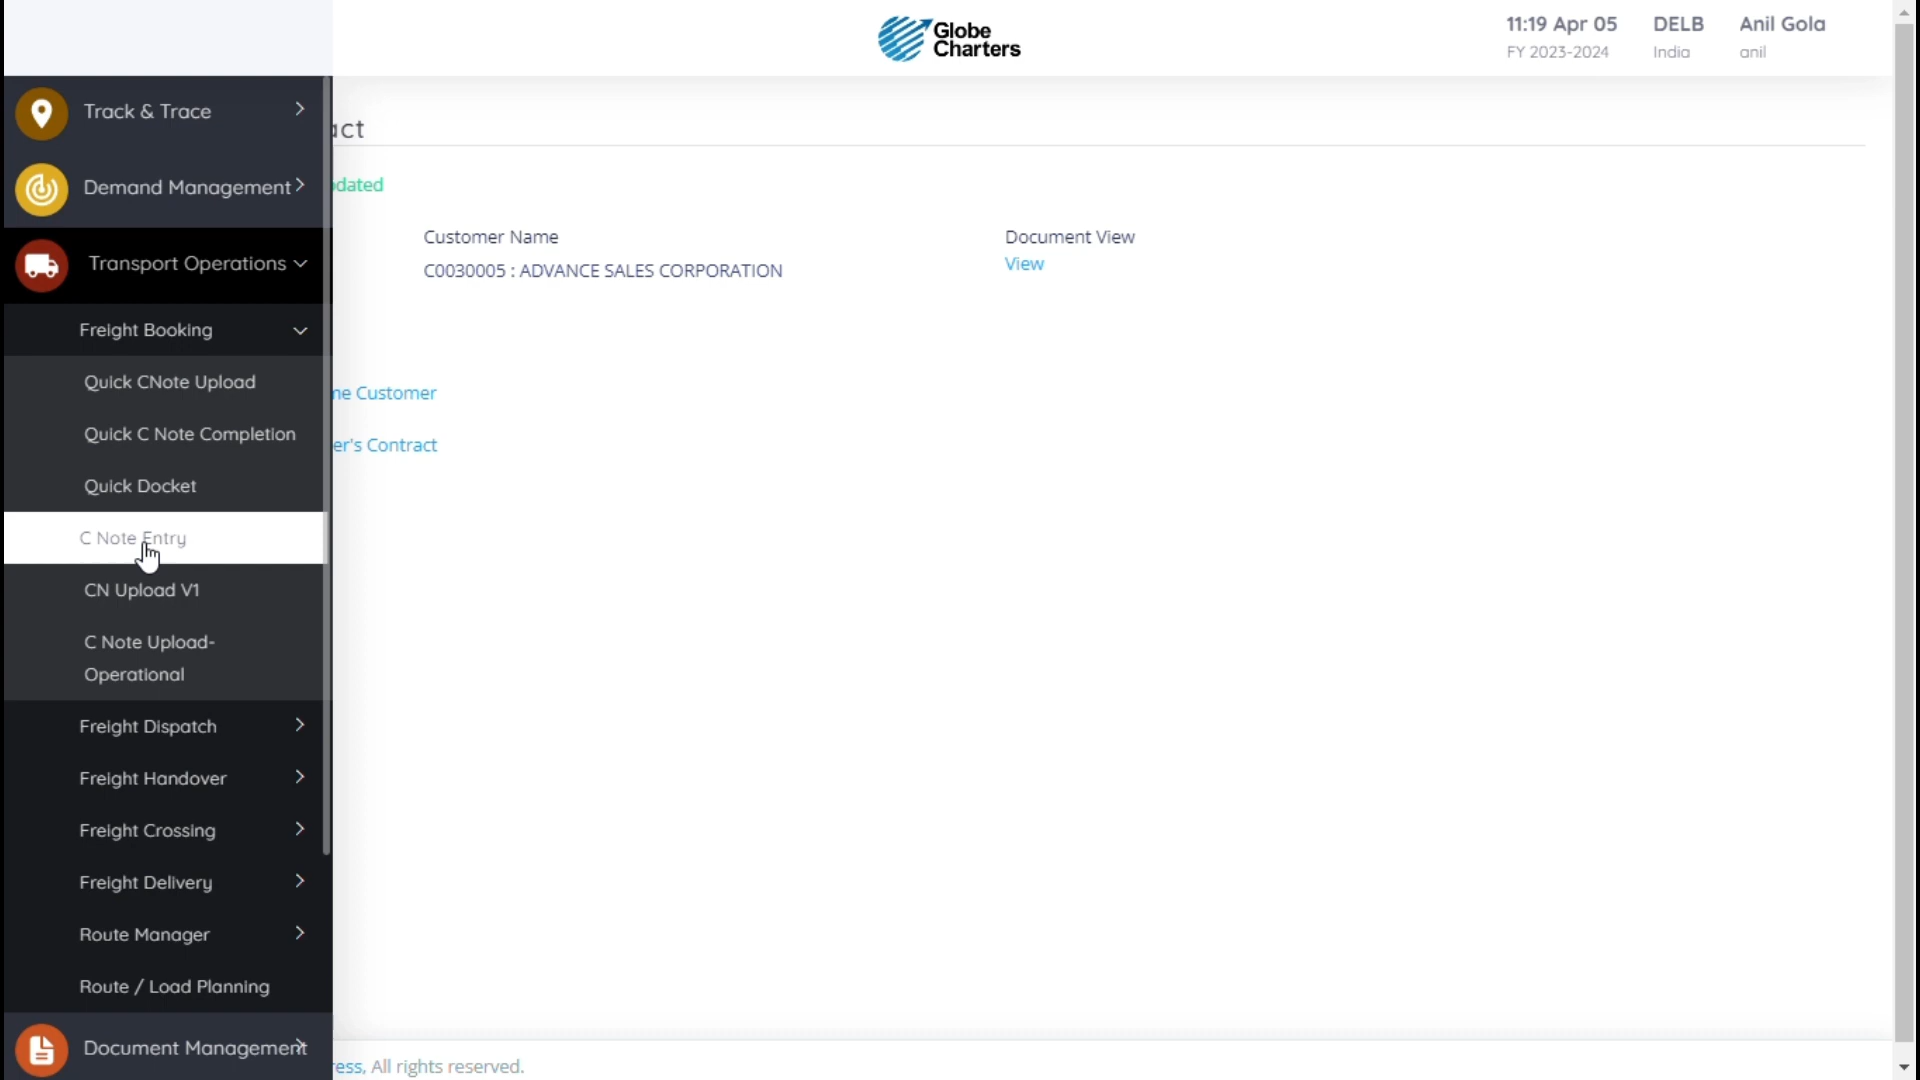 Globe
Charters
11:19 Apr 05
FY 2023-2024
DELB
India
Anil Gola
anil
Track & Trace
Demand Management
Transport Operations
Freight Booking
Quick CNote Upload
Quick C Note Completion
Quick Docket
C Note Entry
CN Upload V1
C Note Upload-
Operational
Freight Dispatch
Freight Handover
Freight Crossing
Freight Delivery
Route Manager
Route / Load Planning
Document Management
act
dated
Customer Name
Document View
C0030005 : ADVANCE SALES CORPORATION
View
ne Customer
er's Contract
ress, All rights reserved.